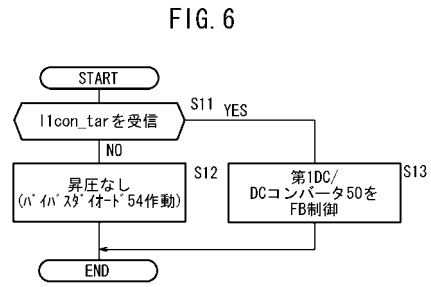 FIG. 6
START
I1con_tarを受信
S11
YES
NO
昇圧なし
(バイパスダイオード54作動)
S12
第1DC/
DCコンバータ50を
FB制御
S13
END